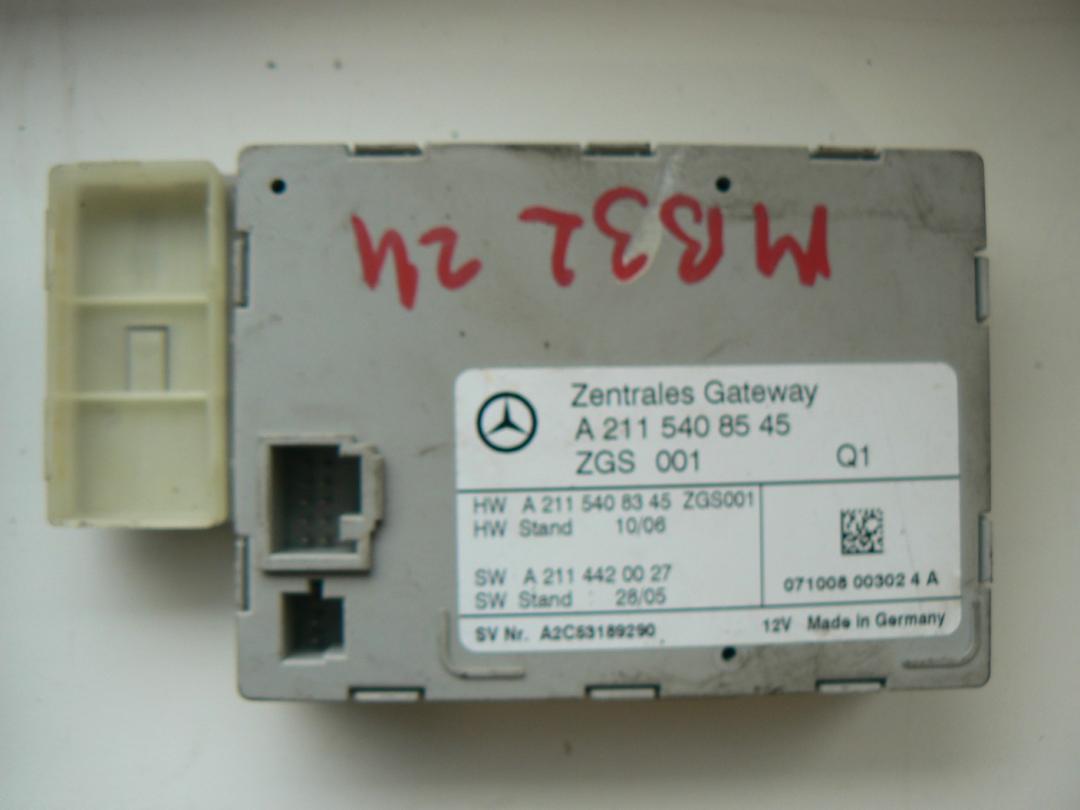 MB32 24
Zentrales Gateway
A 211 540 85 45
ZGS 001 Q1
HW A 211 540 83 45 ZGS001
HW Stand 10/06
SW A 211 442 00 27
SW Stand 28/05
071008 00302 4 A
SV Nr. A2C53189290 12V Made in Germany